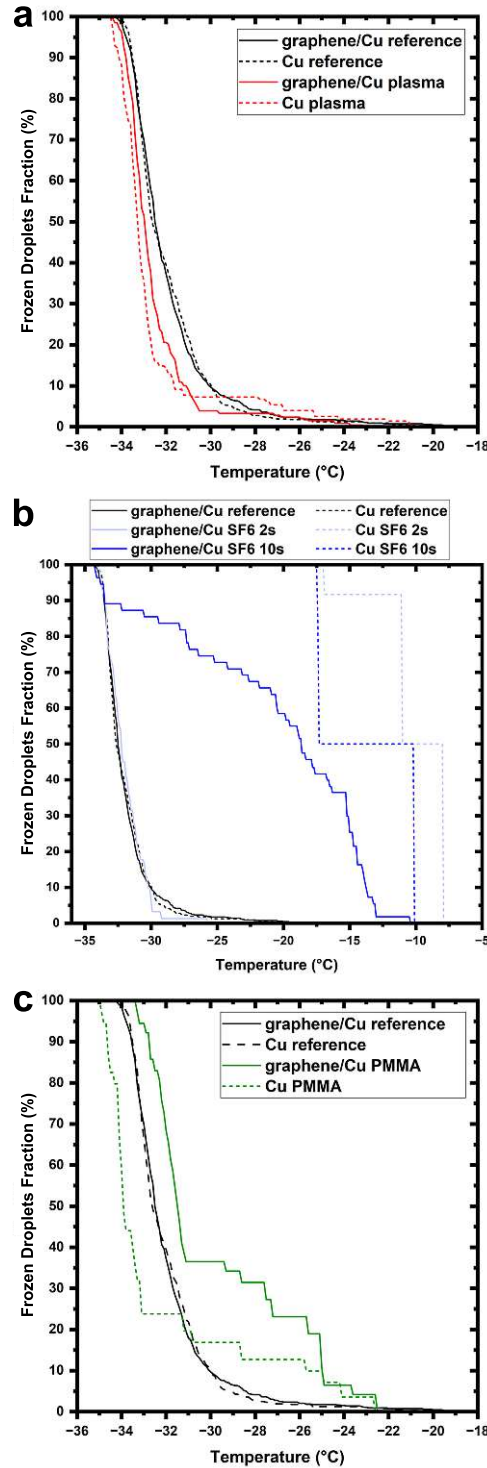 a
100
90
80
70
60
50
40
30
20
10
0
Frozen Droplets Fraction (%)
graphene/Cu reference
Cu reference
graphene/Cu plasma
Cu plasma
−36 −34 −32 −30 −28 −26 −24 −22 −20 −18
Temperature (°C)
b
graphene/Cu reference Cu reference
graphene/Cu SF6 2s Cu SF6 2s
graphene/Cu SF6 10s Cu SF6 10s
100
90
80
70
60
50
40
30
20
10
0
Frozen Droplets Fraction (%)
−35 −30 −25 −20 −15 −10 −5
Temperature (°C)
c
100
90
80
70
60
50
40
30
20
10
0
Frozen Droplets Fraction (%)
graphene/Cu reference
Cu reference
graphene/Cu PMMA
Cu PMMA
−36 −34 −32 −30 −28 −26 −24 −22 −20 −18
Temperature (°C)